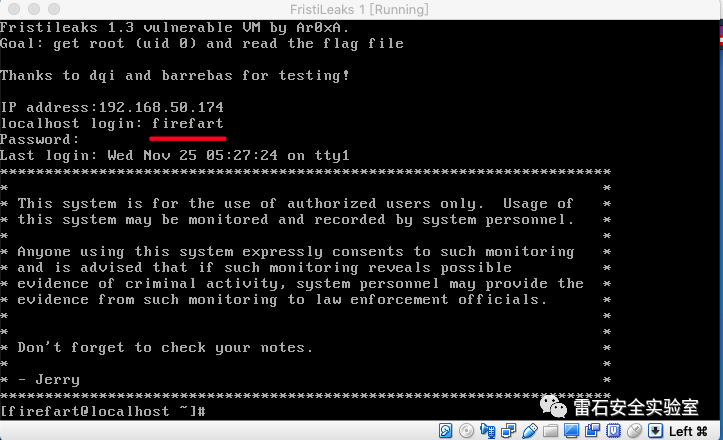 FristiLeaks 1 [Running]
FristiLeaks 1.3 vulnerable VM by Ar0xA.
Goal: get root (uid 0) and read the flag file
Thanks to dqi and barrebas for testing!
IP address:192.168.50.174
localhost login: firefart
Password:
Last login: Wed Nov 25 05:27:24 on tty1
*****************************************************************************
* *
* This system is for the use of authorized users only.  Usage of *
* this system may be monitored and recorded by system personnel. *
* *
* Anyone using this system expressly consents to such monitoring *
* and is advised that if such monitoring reveals possible *
* evidence of criminal activity, system personnel may provide the *
* evidence from such monitoring to law enforcement officials. *
* *
* *
* Don't forget to check your notes. *
* *
* - Jerry *
*****************************************************************************
[firefart@localhost ~]#
雷石安全实验室
Left ⌘